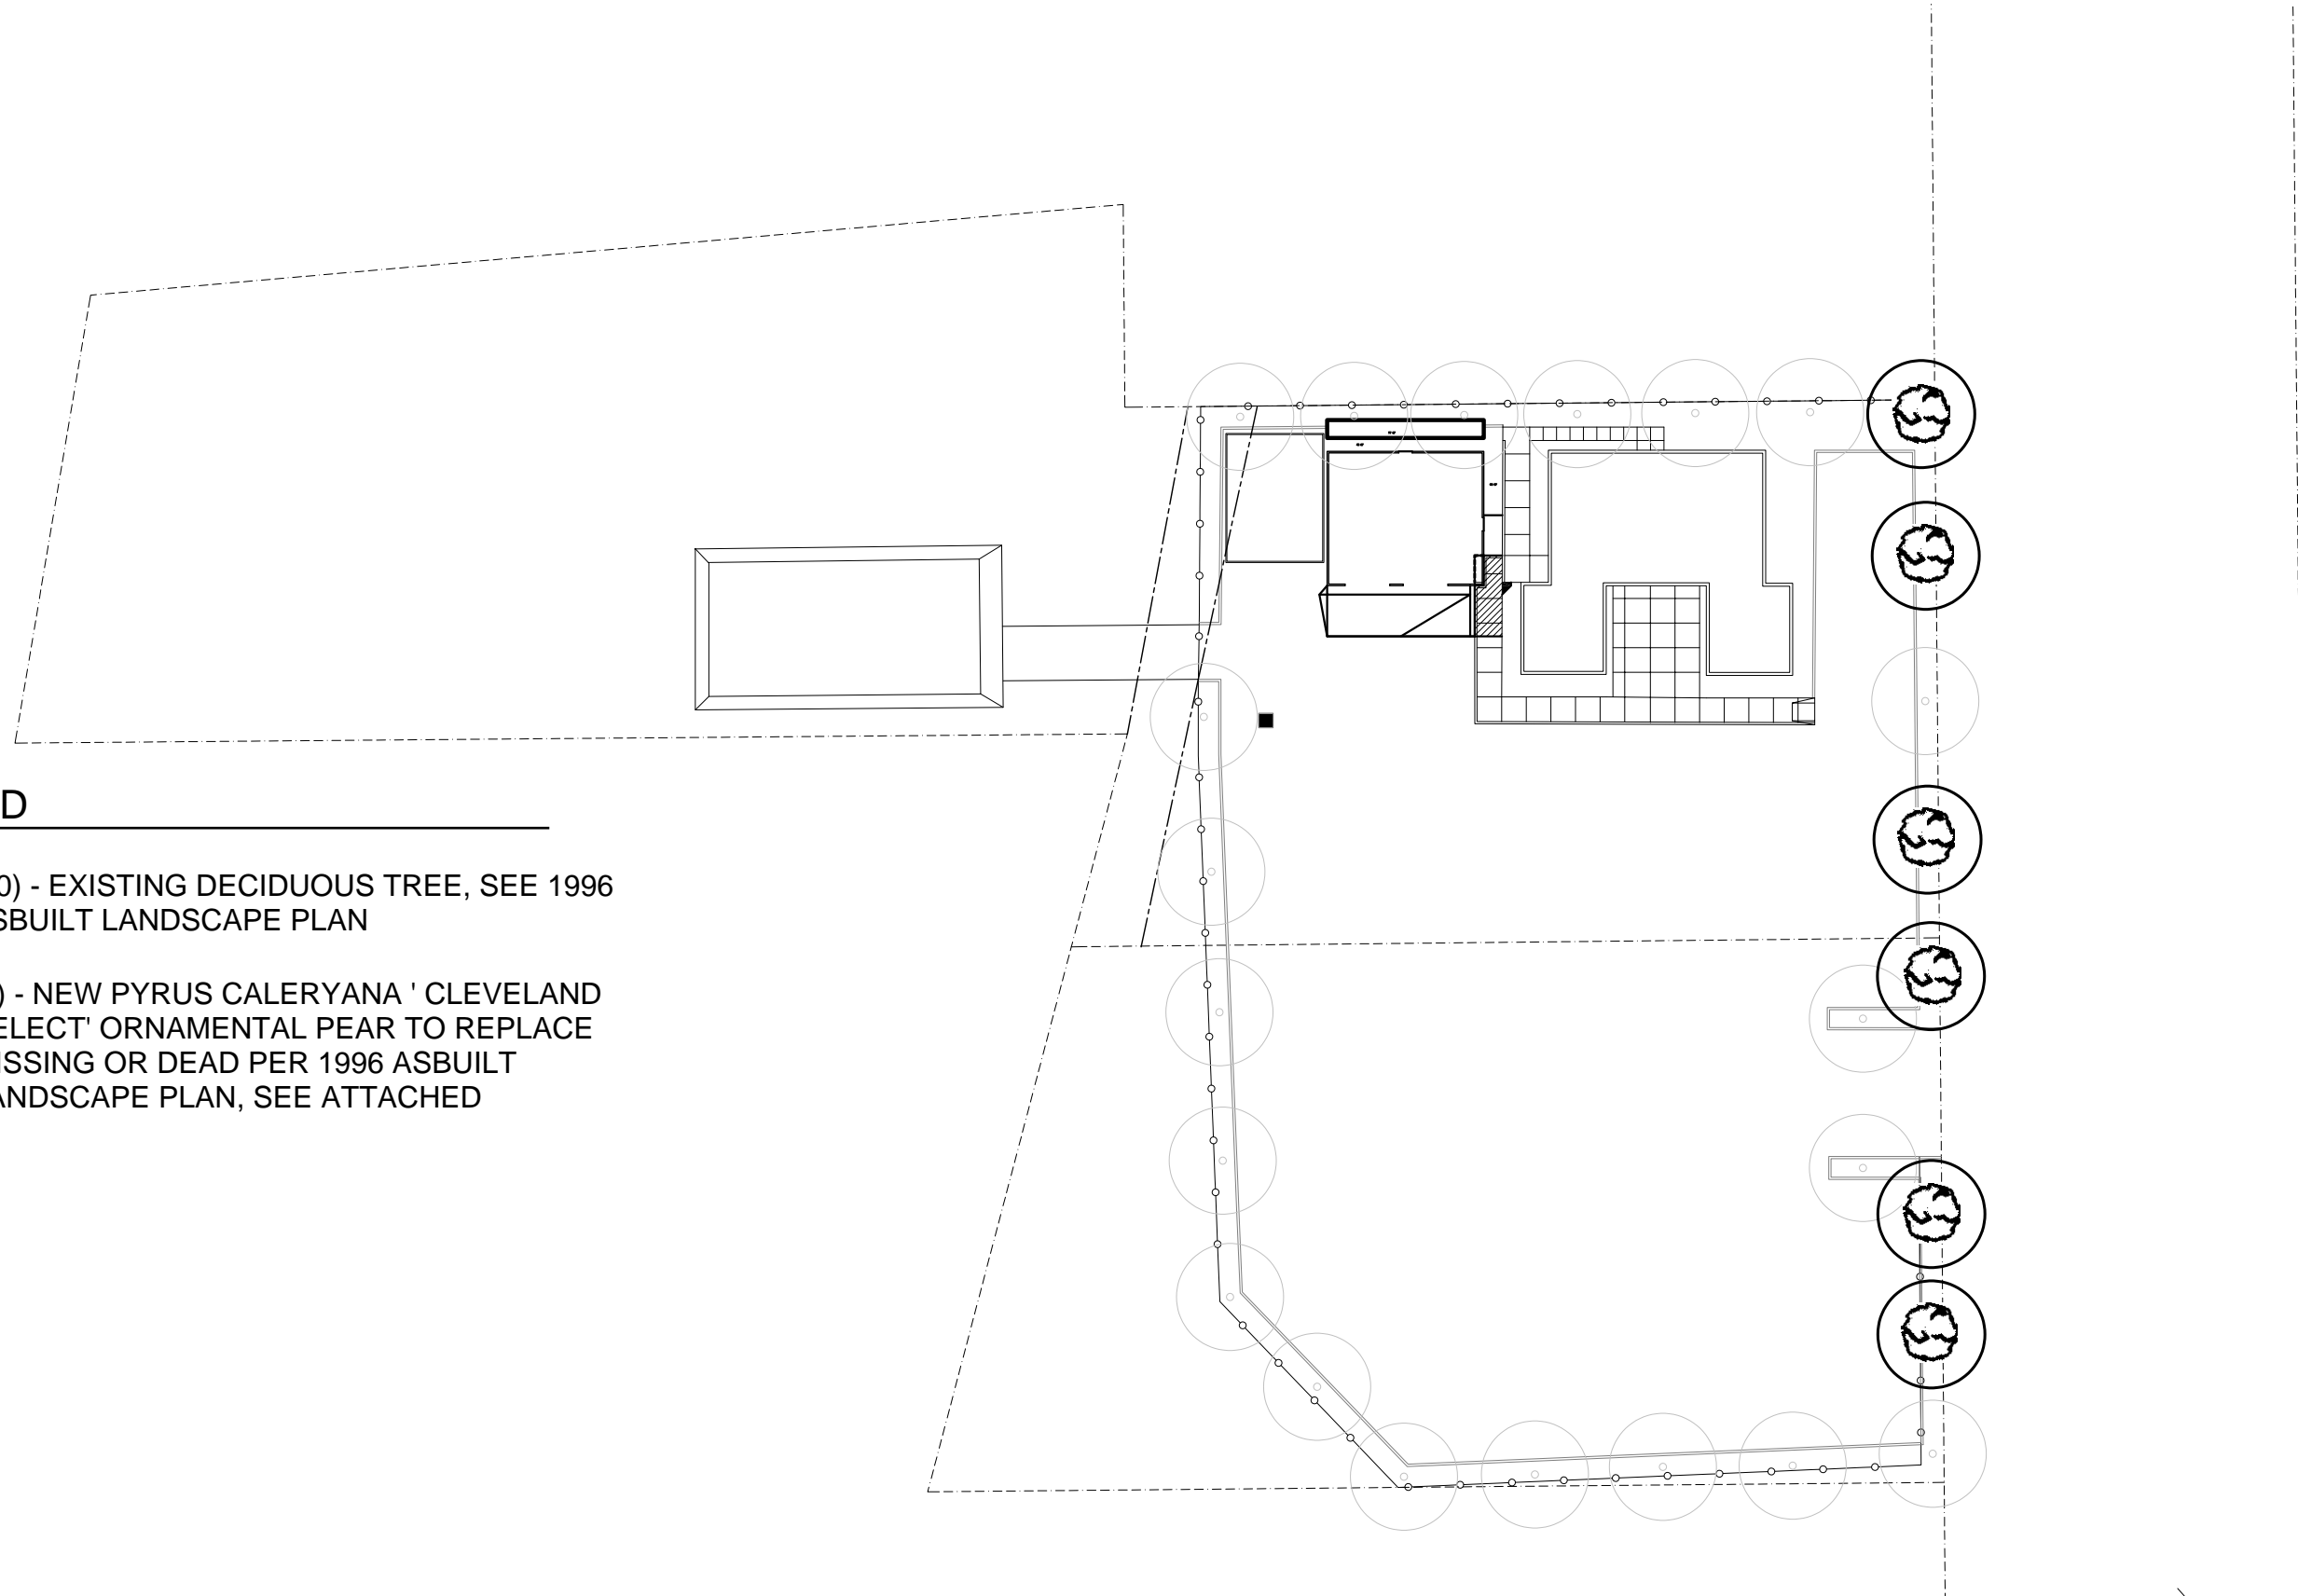 D
0) - EXISTING DECIDUOUS TREE, SEE 1996
SBUILT LANDSCAPE PLAN
) - NEW PYRUS CALERYANA ' CLEVELAND
ELECT' ORNAMENTAL PEAR TO REPLACE
ISSING OR DEAD PER 1996 ASBUILT
ANDSCAPE PLAN, SEE ATTACHED